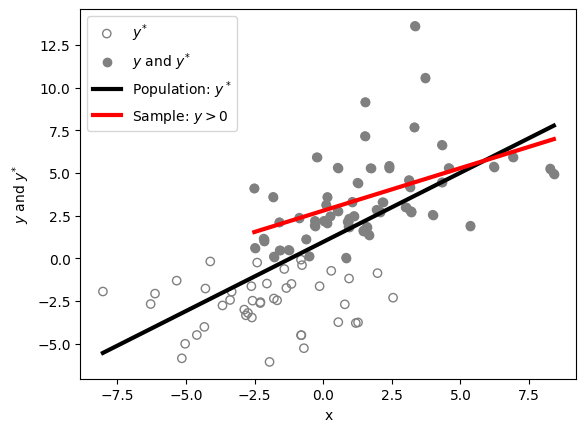 y*
y and y*
Population: y*
Sample: y > 0
y and y*
12.5
10.0
7.5
5.0
2.5
0.0
−2.5
−5.0
−7.5 −5.0 −2.5 0.0 2.5 5.0 7.5
x